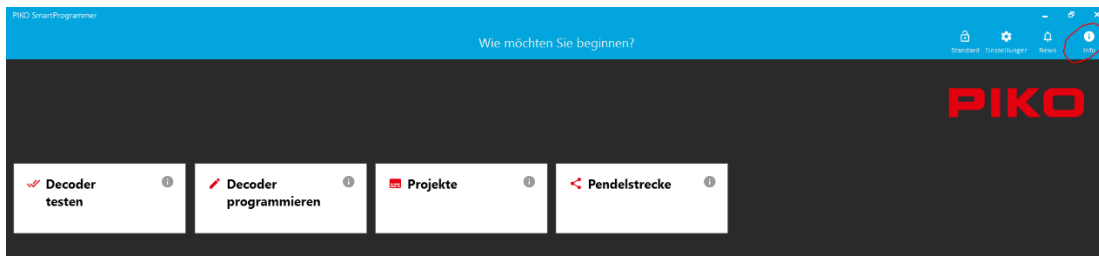 PIKO SmartProgrammer
Wie möchten Sie beginnen?
Standard Einstellungen News Info
PIKO
Decoder testen
Decoder programmieren
Projekte
Pendelstrecke